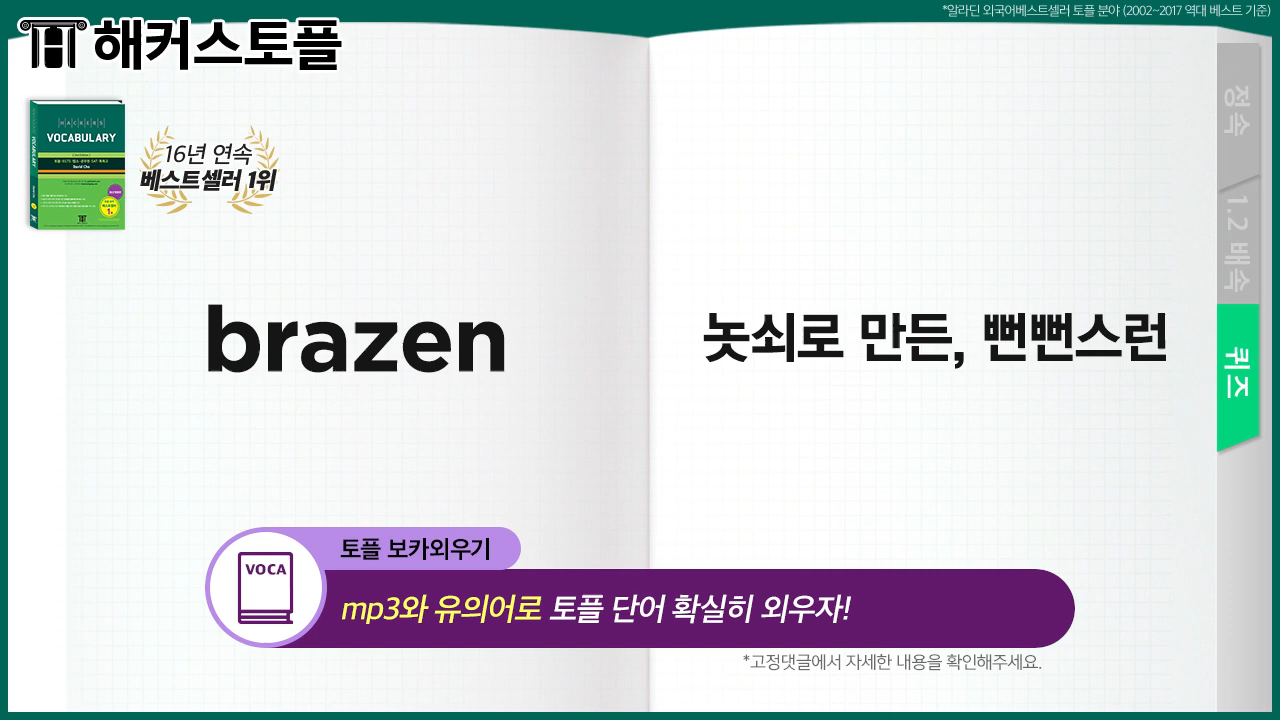 *알라딘 외국어베스트셀러 토플 분야 (2002~2017 역대 베스트 기준)
해커스토플
HACKERS
VOCABULARY
David Cho
VOCABULARY
16년 연속
베스트셀러 1위
정속
1.2 배속
퀴즈
brazen
놋쇠로 만든, 뻔뻔스런
토플 보카외우기
VOCA
mp3와 유의어로 토플 단어 확실히 외우자!
*고정댓글에서 자세한 내용을 확인해주세요.